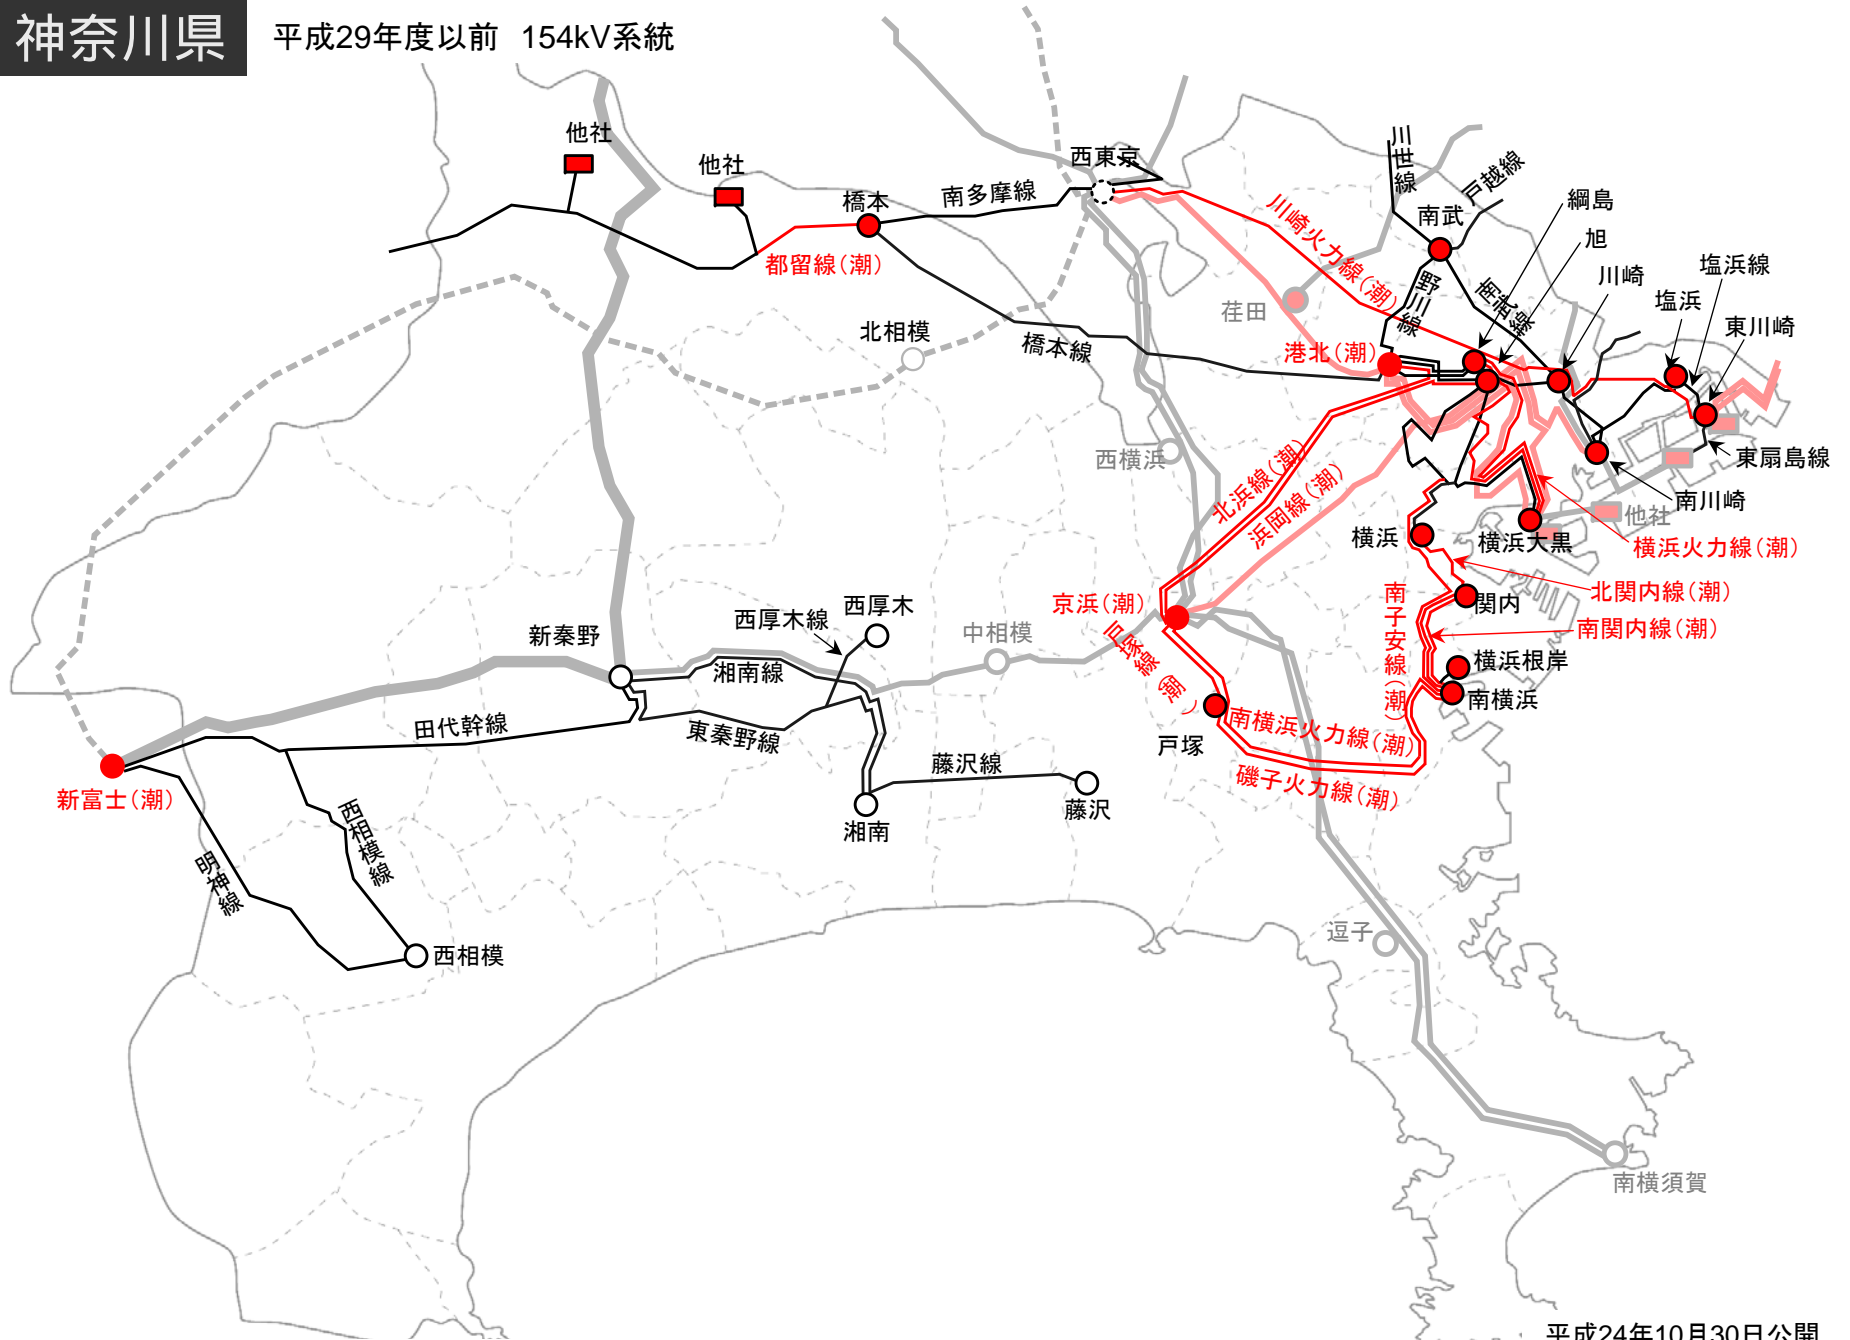 神奈川県
平成29年度以前 154kV系統
他社
他社
橋本
南多摩線
西東京
都留線(潮)
川崎火力線(潮)
川世線
戸越線
南武
綱島
旭
川崎
塩浜線
塩浜
東川崎
荏田
野川線
南武線
北相模
橋本線
港北(潮)
西横浜
北浜線(潮)
浜岡線(潮)
東扇島線
南川崎
他社
横浜
横浜大黒
横浜火力線(潮)
北関内線(潮)
南関内線(潮)
関内
南子安線(潮)
京浜(潮)
戸塚線(潮)
西厚木線
西厚木
中相模
新秦野
湘南線
横浜根岸
南横浜
田代幹線
東秦野線
南横浜火力線(潮)
戸塚
磯子火力線(潮)
藤沢線
藤沢
湘南
新富士(潮)
西相模線
明神線
西相模
逗子
南横須賀
平成24年10月30日公開